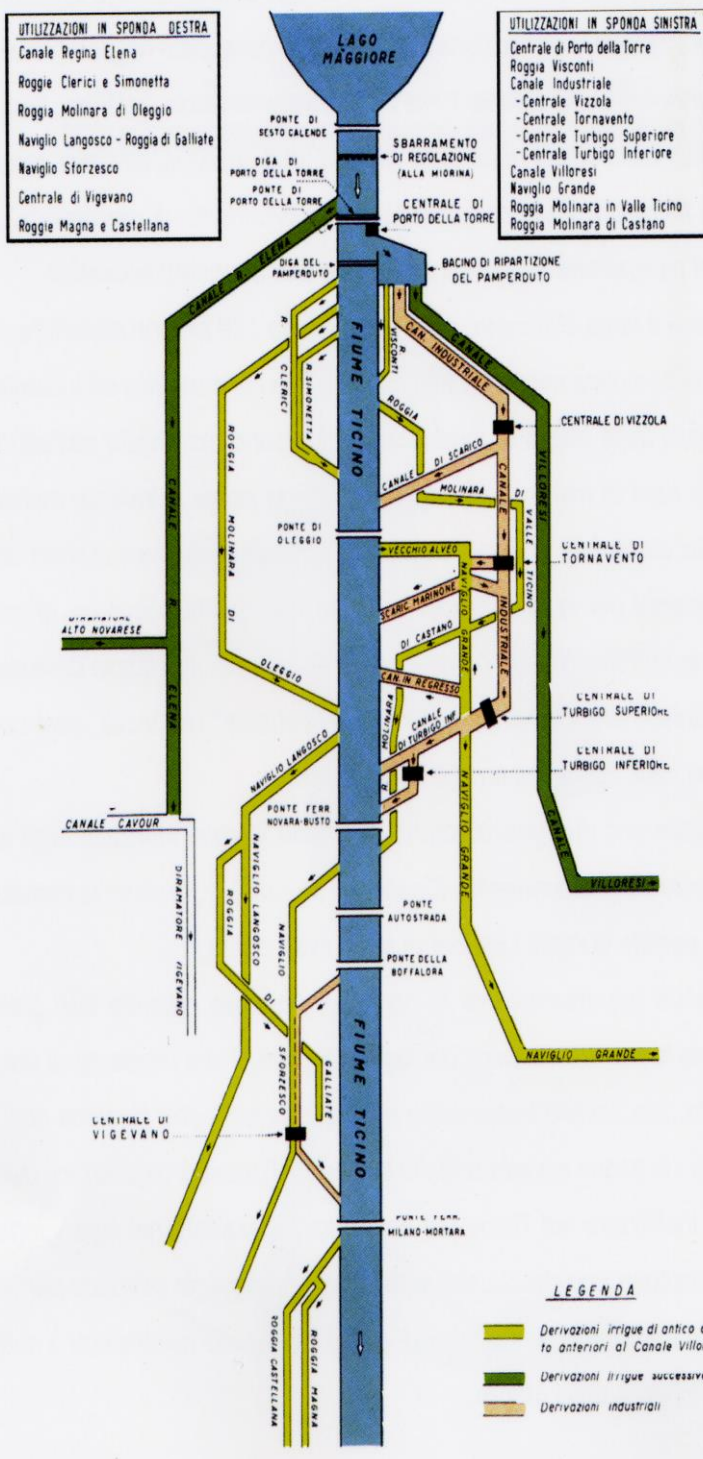 UTILIZZAZIONI IN SPONDA DESTRA
Canale Regina Elena
Roggie Clerici e Simonetta
Roggia Molinara di Oleggio
Naviglio Langosco - Roggia di Galliate
Naviglio Sforzesco
Centrale di Vigevano
Roggie Magna e Castellana
UTILIZZAZIONI IN SPONDA SINISTRA
Centrale di Porto della Torre
Roggia Visconti
Canale Industriale
- Centrale Vizzola
- Centrale Tornavento
- Centrale Turbigo Superiore
- Centrale Turbigo Inferiore
Canale Villoresi
Naviglio Grande
Roggia Molinara in Valle Ticino
Roggia Molinara di Castano
LAGO
MAGGIORE
PONTE DI
SESTO CALENDE
SBARRAMENTO
DI REGOLAZIONE
(ALLA MIORINA)
DIGA DI
PORTO DELLA TORRE
PONTE DI
PORTO DELLA TORRE
CENTRALE DI
PORTO DELLA TORRE
DIGA DEL
PAMPERDUTO
BACINO DI RIPARTIZIONE
DEL PAMPERDUTO
CANALE R. ELENA
FIUME TICINO
R. VISCONTI
CAN. INDUSTRIALE
CANALE
VILLORESI
R. CLERICI
R. SIMONETTA
ROGGIA
MOLINARA
DI
VALLE
TICINO
CENTRALE DI VIZZOLA
CANALE DI SCARICO
CANALE
INDUSTRIALE
ROGGIA
MOLINARA
DI
OLEGGIO
CANALE
R.
ELENA
PONTE DI
OLEGGIO
VECCHIO ALVEO
NAVIGLIO GRANDE
CENTRALE DI
TORNAVENTO
SCARIC. MARINONE
DIRAMATORE
ALTO NOVARESE
DI CASTANO
MOLINARA
R.
CAN. IN REGRESSO
CANALE
DI TURBIGO INF.
CENTRALE DI
TURBIGO SUPERIORE
CENTRALE DI
TURBIGO INFERIORE
NAVIGLIO LANGOSCO
PONTE FERR.
NOVARA-BUSTO
CANALE CAVOUR
DIRAMATORE VIGEVANO
NAVIGLIO LANGOSCO
ROGGIA
DI
GALLIATE
NAVIGLIO
SFORZESCO
NAVIGLIO GRANDE
CANALE
VILLORESI
PONTE
AUTOSTRADA
PONTE DELLA
BOFFALORA
NAVIGLIO GRANDE
FIUME TICINO
CENTRALE DI
VIGEVANO
PONTE FERR.
MILANO-MORTARA
ROGGIA CASTELLANA
ROGGIA MAGNA
LEGENDA
Derivazioni irrigue di antico
to anteriori al Canale
Derivazioni irrigue
Derivazioni industriali